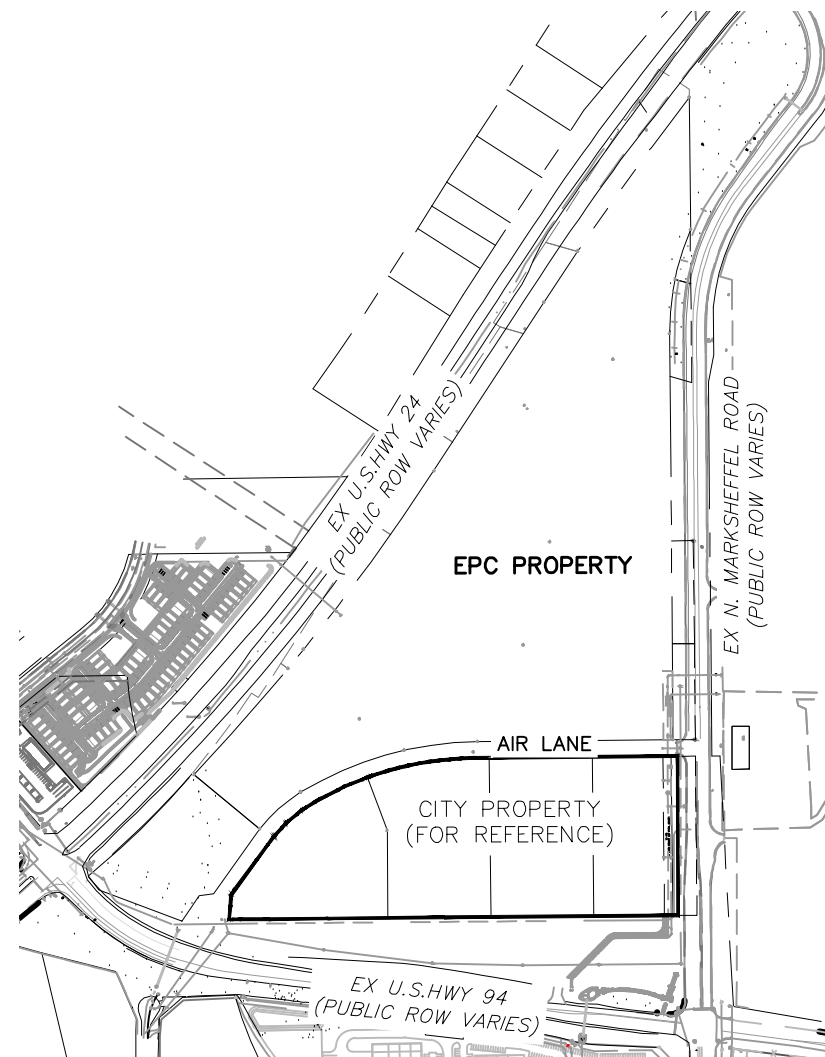 EX U.S.HWY 24
(PUBLIC ROW VARIES)
EX N. MARKSHEFFEL ROAD
(PUBLIC ROW VARIES)
EPC PROPERTY
AIR LANE
CITY PROPERTY
(FOR REFERENCE)
EX U.S.HWY 94
(PUBLIC ROW VARIES)